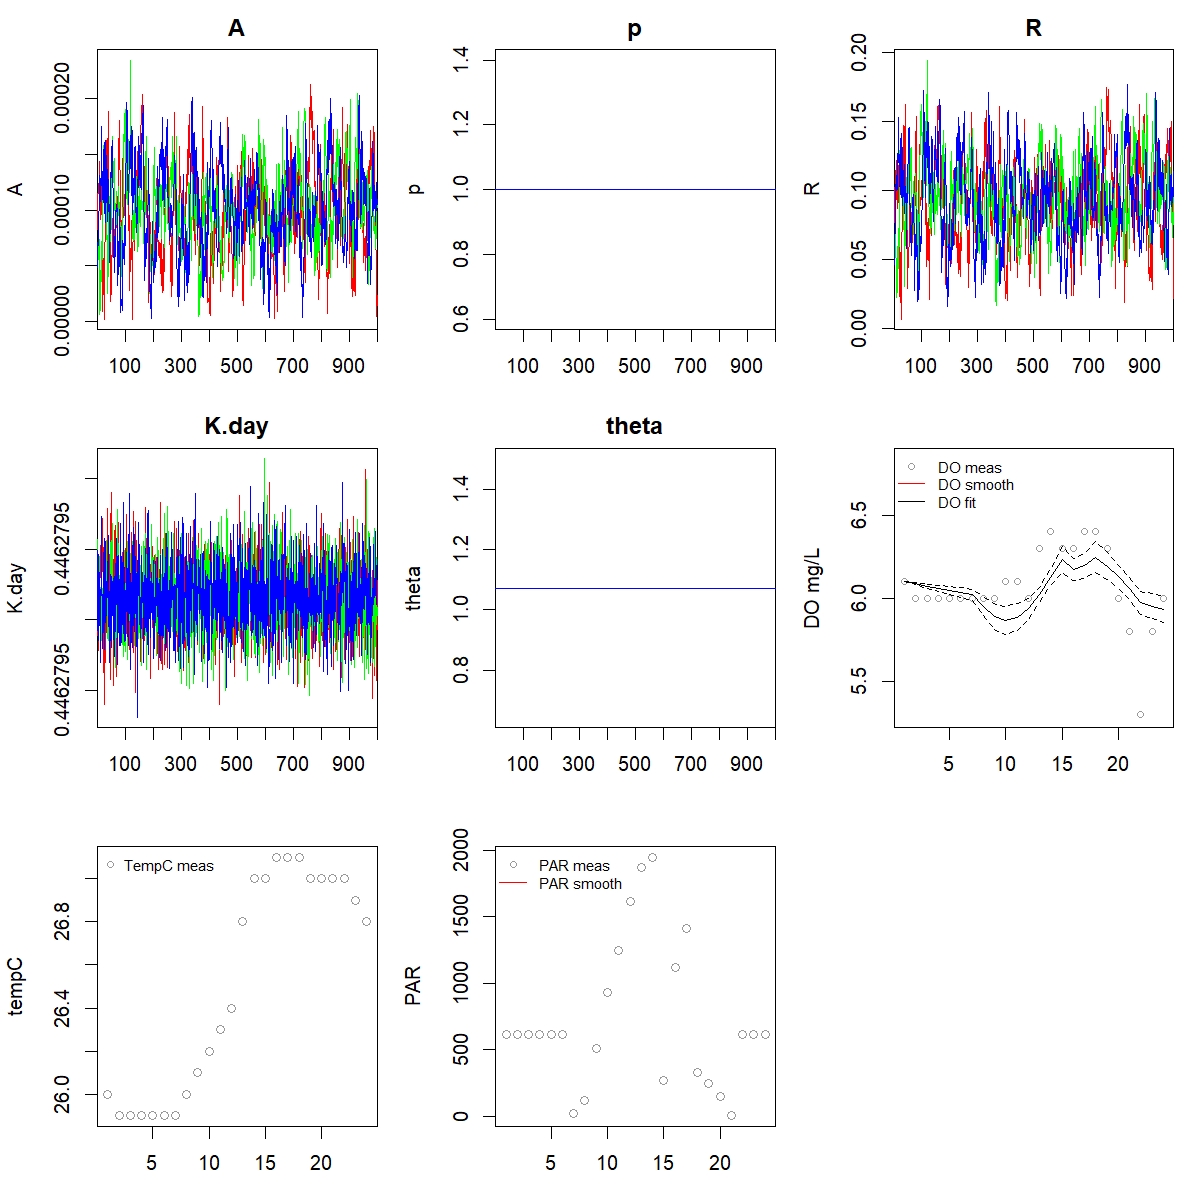 A
A
0.00000 0.00010 0.00020
100 300 500 700 900
p
p
0.6 0.8 1.0 1.2 1.4
100 300 500 700 900
R
R
0.00 0.05 0.10 0.15 0.20
100 300 500 700 900
K.day
K.day
0.4462795 0.4462795
100 300 500 700 900
theta
theta
0.8 1.0 1.2 1.4
100 300 500 700 900
DO meas
DO smooth
DO fit
DO mg/L
5.5 6.0 6.5
5 10 15 20
TempC meas
tempC
26.0 26.4 26.8
5 10 15 20
PAR meas
PAR smooth
PAR
0 500 1000 1500 2000
5 10 15 20